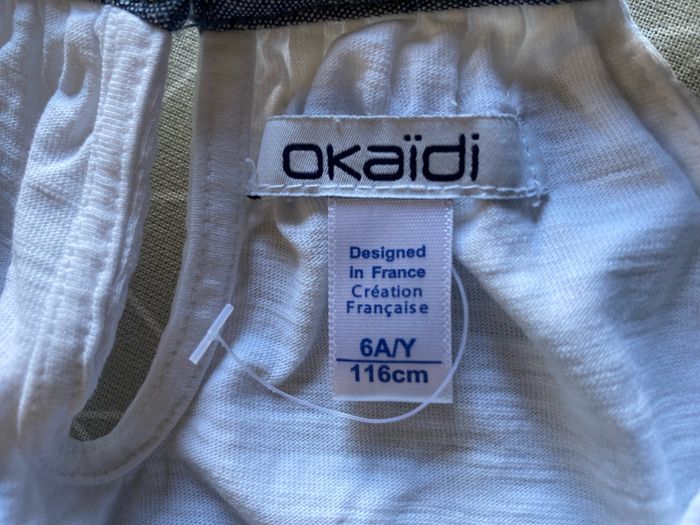 okaïdi
Designed
in France
Création
Française
6A/Y
116cm